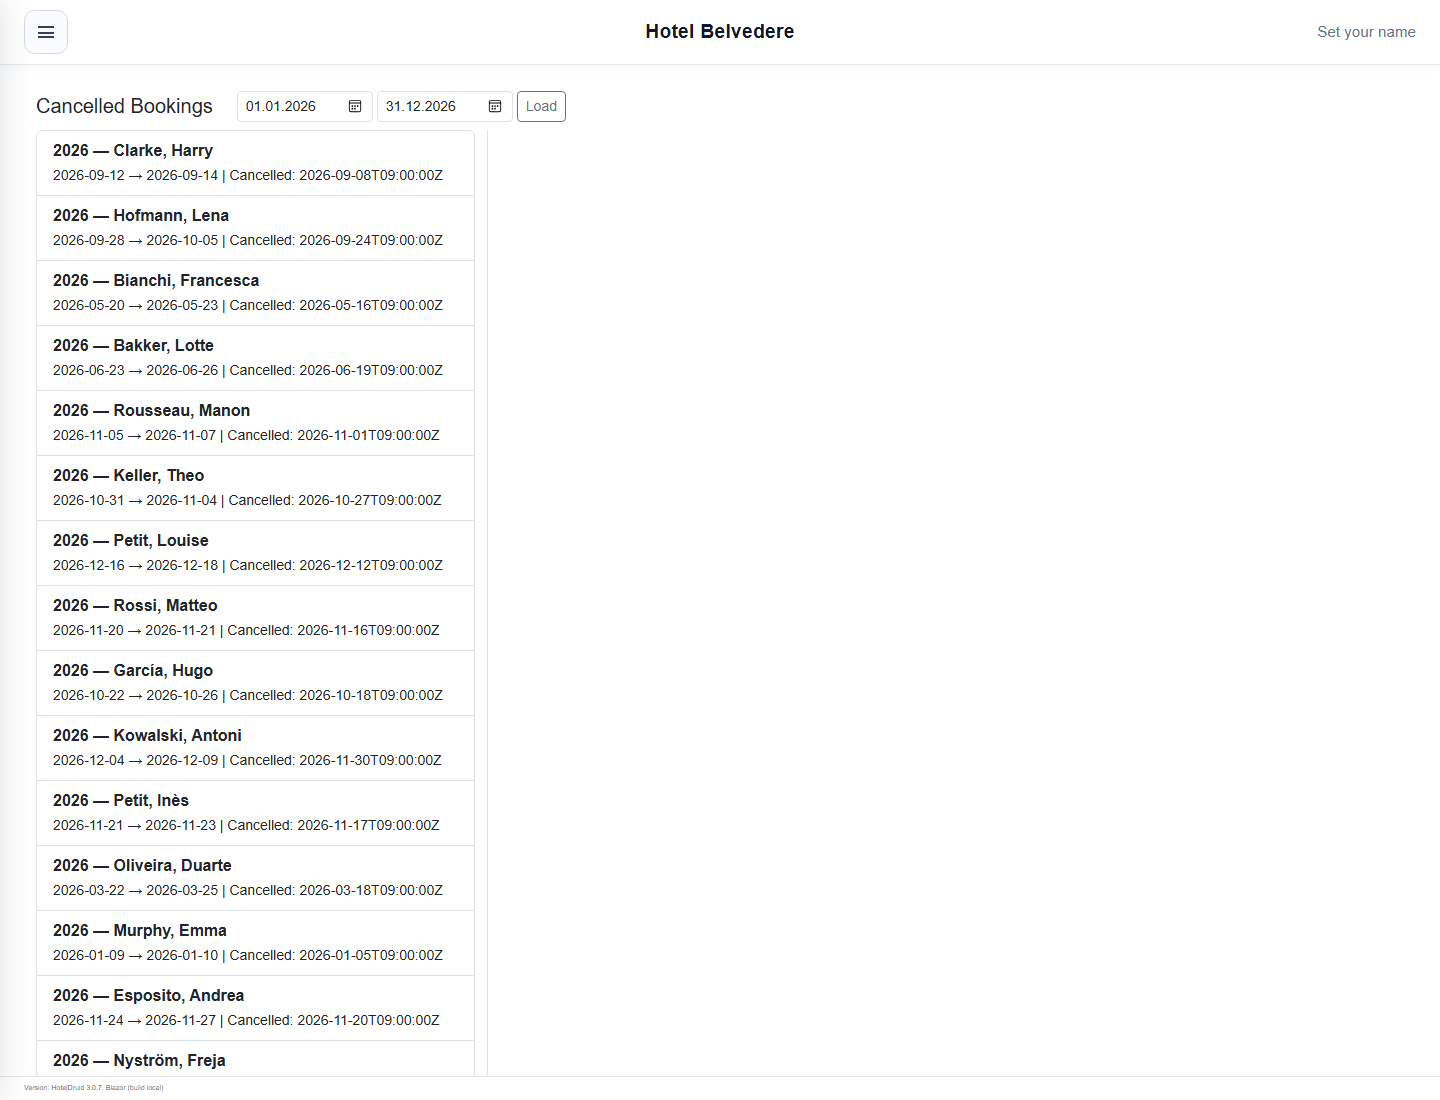 Hotel Belvedere
Set your name
Cancelled Bookings
01.01.2026
31.12.2026
Load
2026 — Clarke, Harry
2026-09-12 → 2026-09-14 | Cancelled: 2026-09-08T09:00:00Z
2026 — Hofmann, Lena
2026-09-28 → 2026-10-05 | Cancelled: 2026-09-24T09:00:00Z
2026 — Bianchi, Francesca
2026-05-20 → 2026-05-23 | Cancelled: 2026-05-16T09:00:00Z
2026 — Bakker, Lotte
2026-06-23 → 2026-06-26 | Cancelled: 2026-06-19T09:00:00Z
2026 — Rousseau, Manon
2026-11-05 → 2026-11-07 | Cancelled: 2026-11-01T09:00:00Z
2026 — Keller, Theo
2026-10-31 → 2026-11-04 | Cancelled: 2026-10-27T09:00:00Z
2026 — Petit, Louise
2026-12-16 → 2026-12-18 | Cancelled: 2026-12-12T09:00:00Z
2026 — Rossi, Matteo
2026-11-20 → 2026-11-21 | Cancelled: 2026-11-16T09:00:00Z
2026 — García, Hugo
2026-10-22 → 2026-10-26 | Cancelled: 2026-10-18T09:00:00Z
2026 — Kowalski, Antoni
2026-12-04 → 2026-12-09 | Cancelled: 2026-11-30T09:00:00Z
2026 — Petit, Inès
2026-11-21 → 2026-11-23 | Cancelled: 2026-11-17T09:00:00Z
2026 — Oliveira, Duarte
2026-03-22 → 2026-03-25 | Cancelled: 2026-03-18T09:00:00Z
2026 — Murphy, Emma
2026-01-09 → 2026-01-10 | Cancelled: 2026-01-05T09:00:00Z
2026 — Esposito, Andrea
2026-11-24 → 2026-11-27 | Cancelled: 2026-11-20T09:00:00Z
2026 — Nyström, Freja
Version: HotelDruid 3.0.7. Blazor (build local)